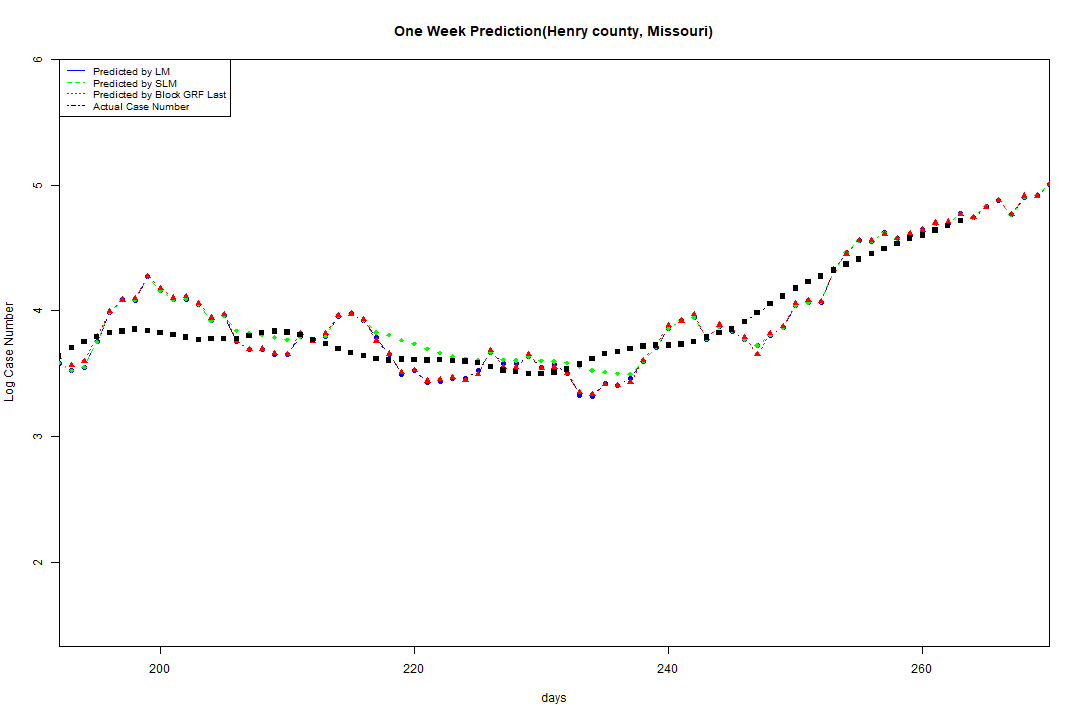 One Week Prediction(Henry county, Missouri)
Predicted by LM
Predicted by SLM
Predicted by Block GRF Last
Actual Case Number
6
5
4
3
2
Log Case Number
200
220
240
260
days